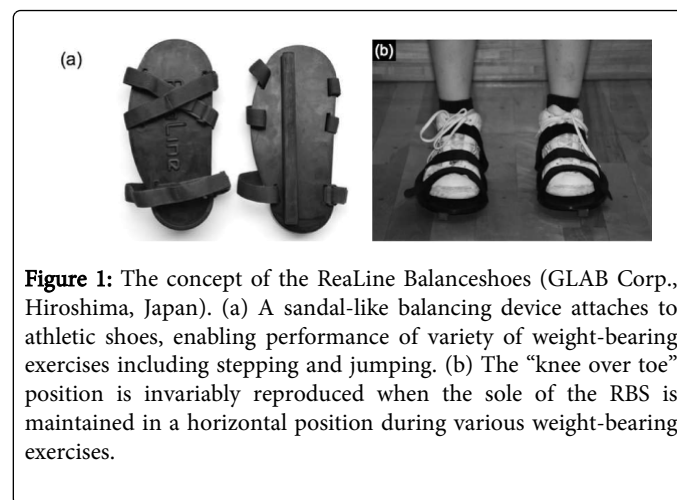 (a)
(b)
ReaLine
Figure 1: The concept of the ReaLine Balanceshoes (GLAB Corp.,
Hiroshima, Japan). (a) A sandal-like balancing device attaches to
athletic shoes, enabling performance of variety of weight-bearing
exercises including stepping and jumping. (b) The “knee over toe”
position is invariably reproduced when the sole of the RBS is
maintained in a horizontal position during various weight-bearing
exercises.